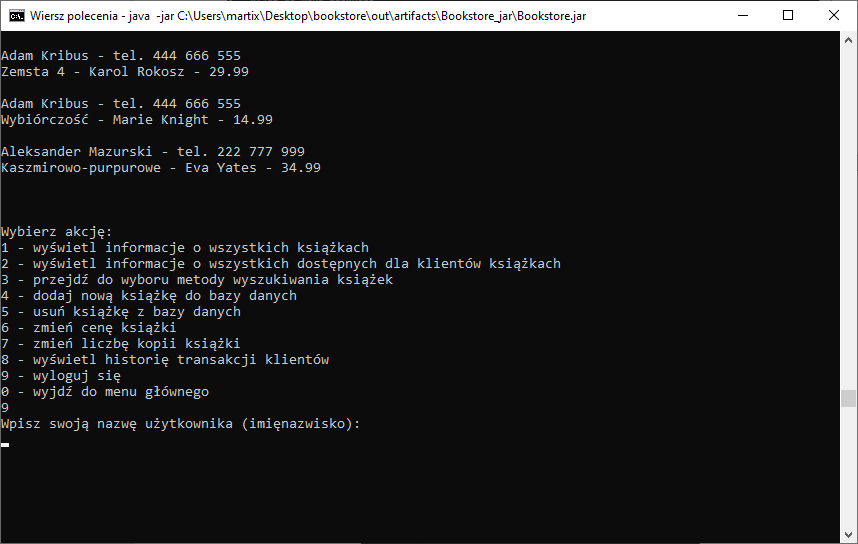 Wiersz polecenia - java  -jar C:\Users\martix\Desktop\bookstore\out\artifacts\Bookstore_jar\Bookstore.jar
Adam Kribus - tel. 444 666 555
Zemsta 4 - Karol Rokosz - 29.99
Adam Kribus - tel. 444 666 555
Wybiórczość - Marie Knight - 14.99
Aleksander Mazurski - tel. 222 777 999
Kaszmirowo-purpurowe - Eva Yates - 34.99
Wybierz akcję:
1 - wyświetl informacje o wszystkich książkach
2 - wyświetl informacje o wszystkich dostępnych dla klientów książkach
3 - przejdź do wyboru metody wyszukiwania książek
4 - dodaj nową książkę do bazy danych
5 - usuń książkę z bazy danych
6 - zmień cenę książki
7 - zmień liczbę kopii książki
8 - wyświetl historię transakcji klientów
9 - wyloguj się
0 - wyjdź do menu głównego
9
Wpisz swoją nazwę użytkownika (imięnazwisko):